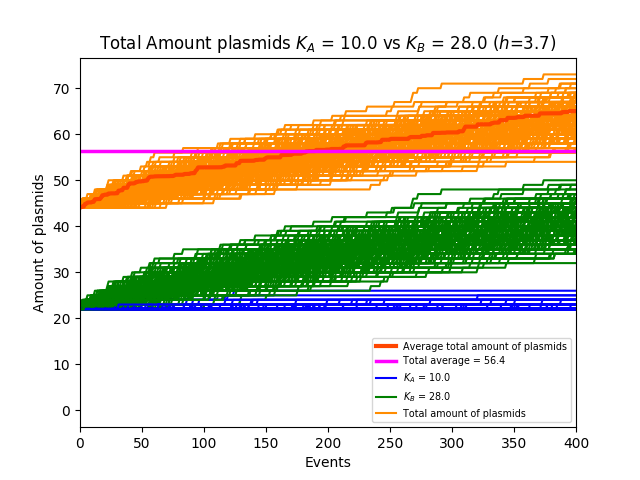 Total Amount plasmids K_A = 10.0 vs K_B = 28.0 (h=3.7)
Amount of plasmids
70
60
50
40
30
20
10
0
Average total amount of plasmids
Total average = 56.4
K_A = 10.0
K_B = 28.0
Total amount of plasmids
0 50 100 150 200 250 300 350 400
Events